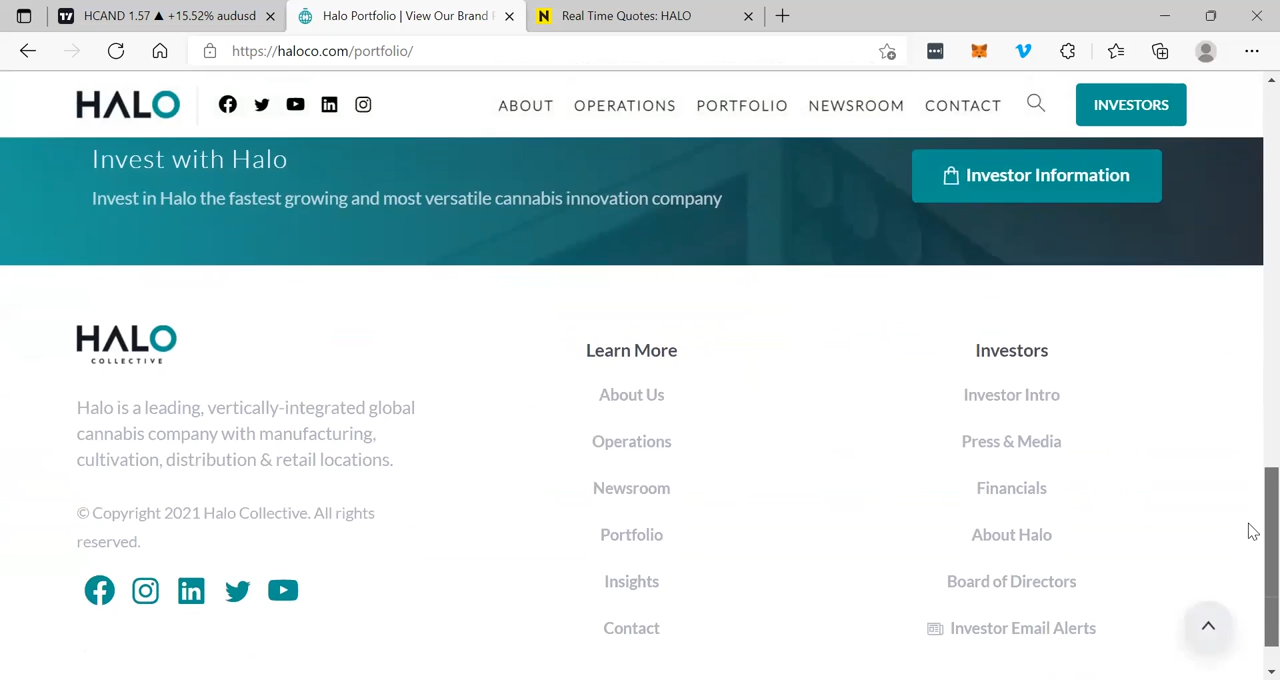 HCAND 1.57 ▲ +15.52% audusd
Halo Portfolio | View Our Brand
Real Time Quotes: HALO
https://haloco.com/portfolio/
HALO
ABOUT OPERATIONS PORTFOLIO NEWSROOM CONTACT
INVESTORS
Invest with Halo
Investor Information
Invest in Halo the fastest growing and most versatile cannabis innovation company
HALO
COLLECTIVE
Halo is a leading, vertically-integrated global
cannabis company with manufacturing,
cultivation, distribution & retail locations.
© Copyright 2021 Halo Collective. All rights
reserved.
Learn More
About Us
Operations
Newsroom
Portfolio
Insights
Contact
Investors
Investor Intro
Press & Media
Financials
About Halo
Board of Directors
Investor Email Alerts